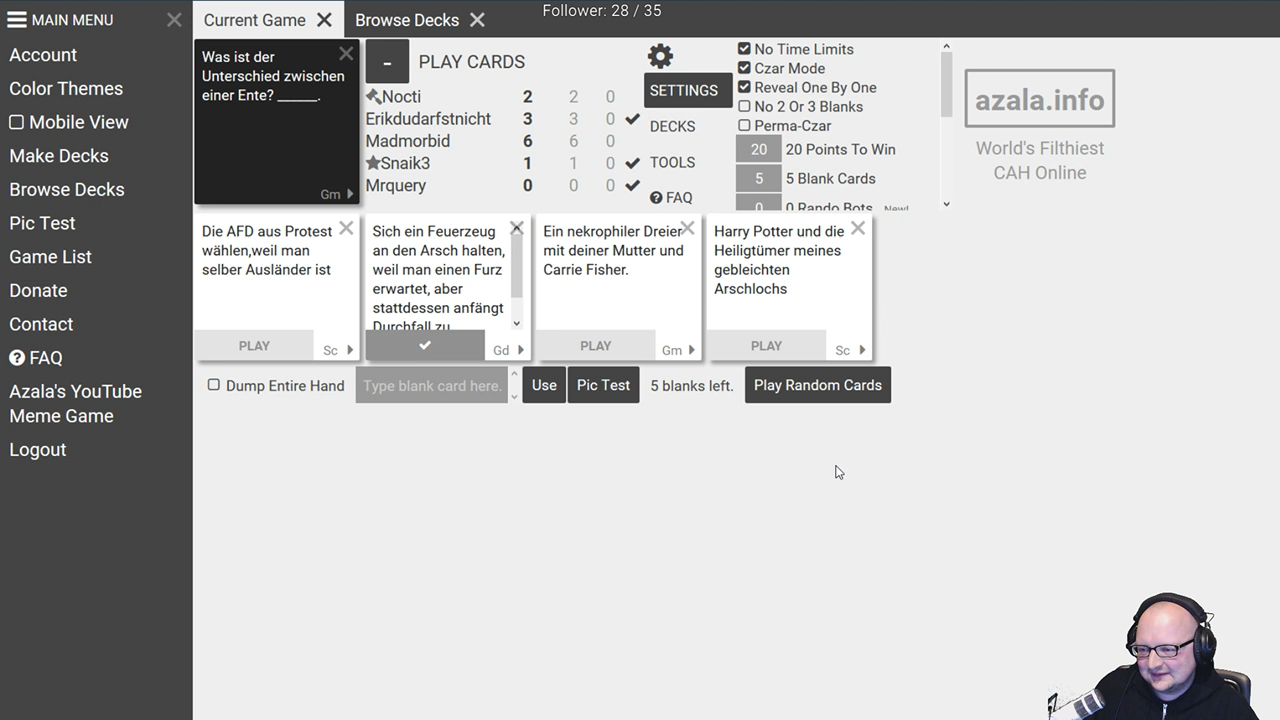 MAIN MENU
Account
Color Themes
Mobile View
Make Decks
Browse Decks
Pic Test
Game List
Donate
Contact
FAQ
Azala's YouTube
Meme Game
Logout
Current Game
Browse Decks
Follower: 28 / 35
Was ist der
Unterschied zwischen
einer Ente? ______.
Gm
-
PLAY CARDS
Nocti 2 2 0
Erikdudarfstnicht 3 3 0
Madmorbid 6 6 0
Snaik3 1 1 0
Mrquery 0 0 0
SETTINGS
DECKS
TOOLS
FAQ
No Time Limits
Czar Mode
Reveal One By One
No 2 Or 3 Blanks
Perma-Czar
20 20 Points To Win
5 5 Blank Cards
0 0 Rando Bots New!
azala.info
World's Filthiest
CAH Online
Die AFD aus Protest
wählen,weil man
selber Ausländer ist
PLAY
Sc
Sich ein Feuerzeug
an den Arsch halten,
weil man einen Furz
erwartet, aber
stattdessen anfängt
Durchfall zu
Gd
Ein nekrophiler Dreier
mit deiner Mutter und
Carrie Fisher.
PLAY
Gm
Harry Potter und die
Heiligtümer meines
gebleichten
Arschlochs
PLAY
Sc
Dump Entire Hand
Type blank card here.
Use
Pic Test
5 blanks left.
Play Random Cards